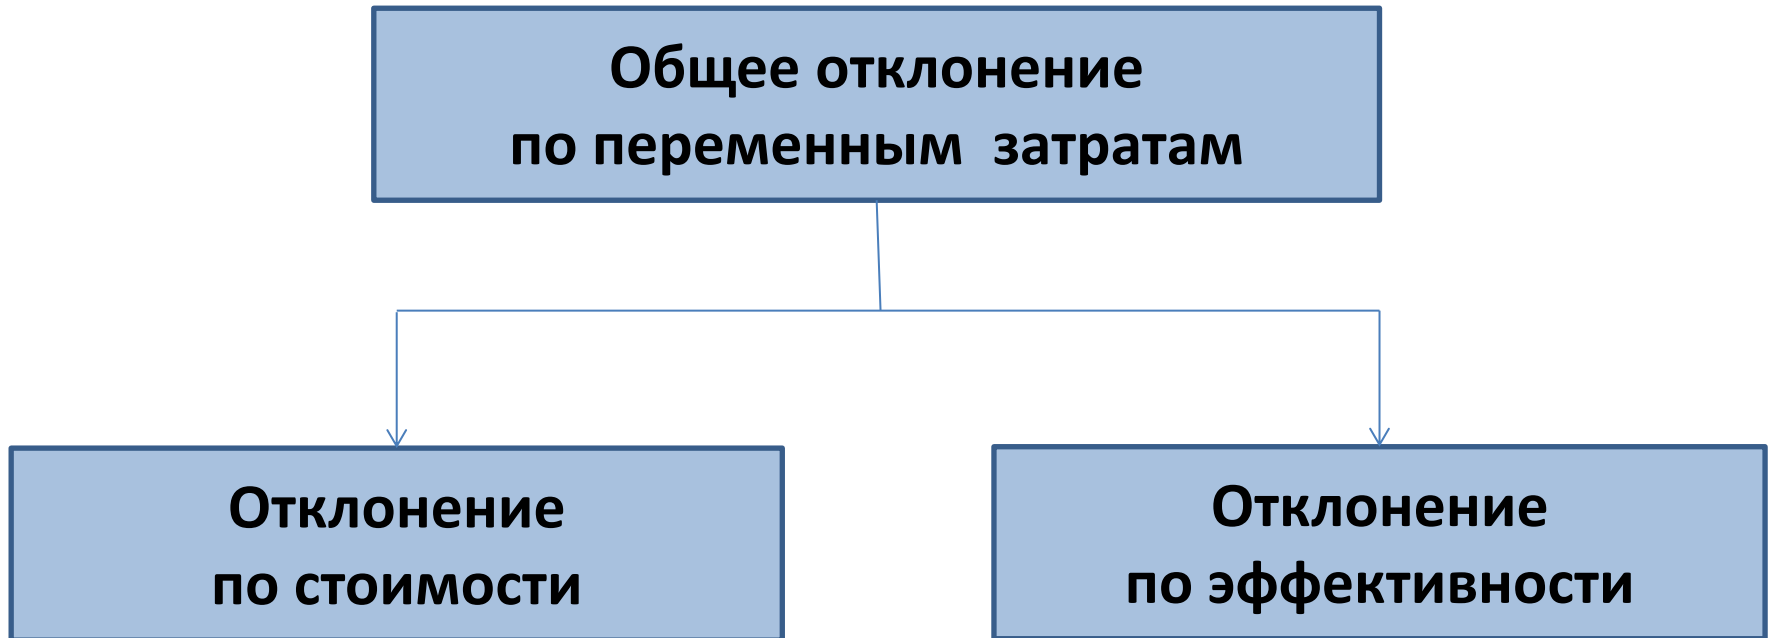 Общее отклонение
по переменным  затратам
Отклонение
по стоимости
Отклонение
по эффективности